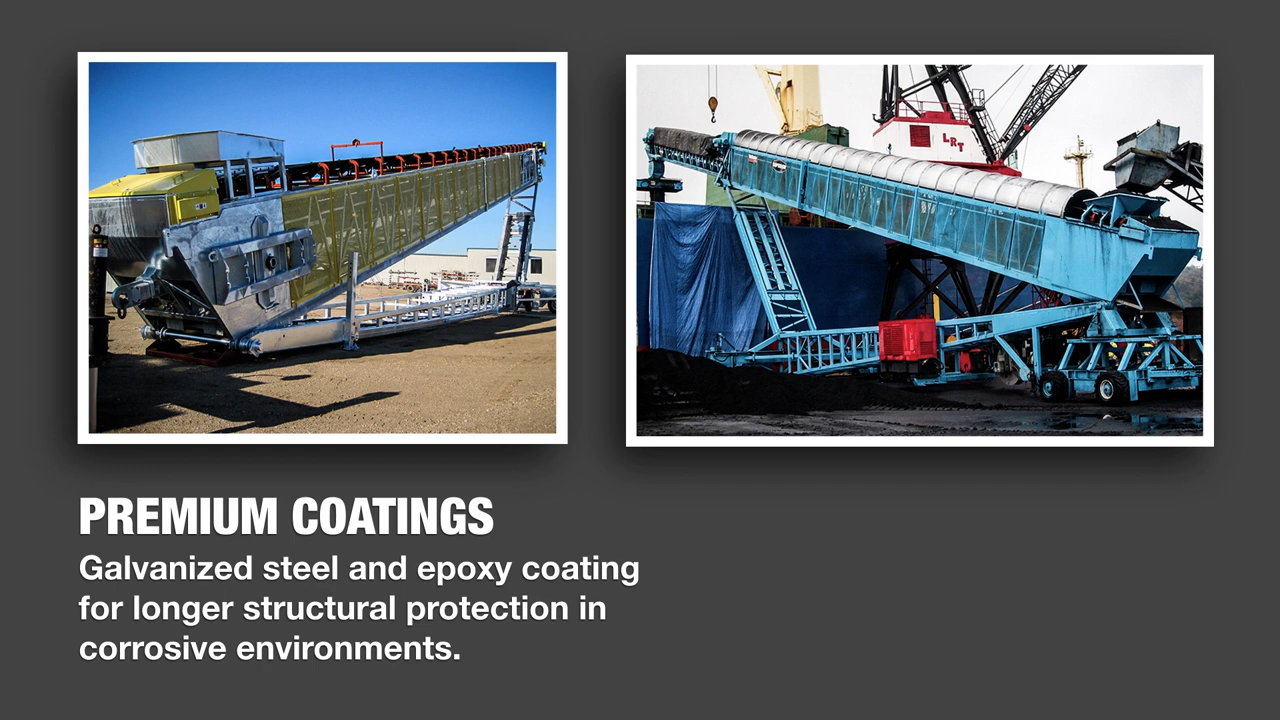 LRT
PREMIUM COATINGS
Galvanized steel and epoxy coating
for longer structural protection in
corrosive environments.